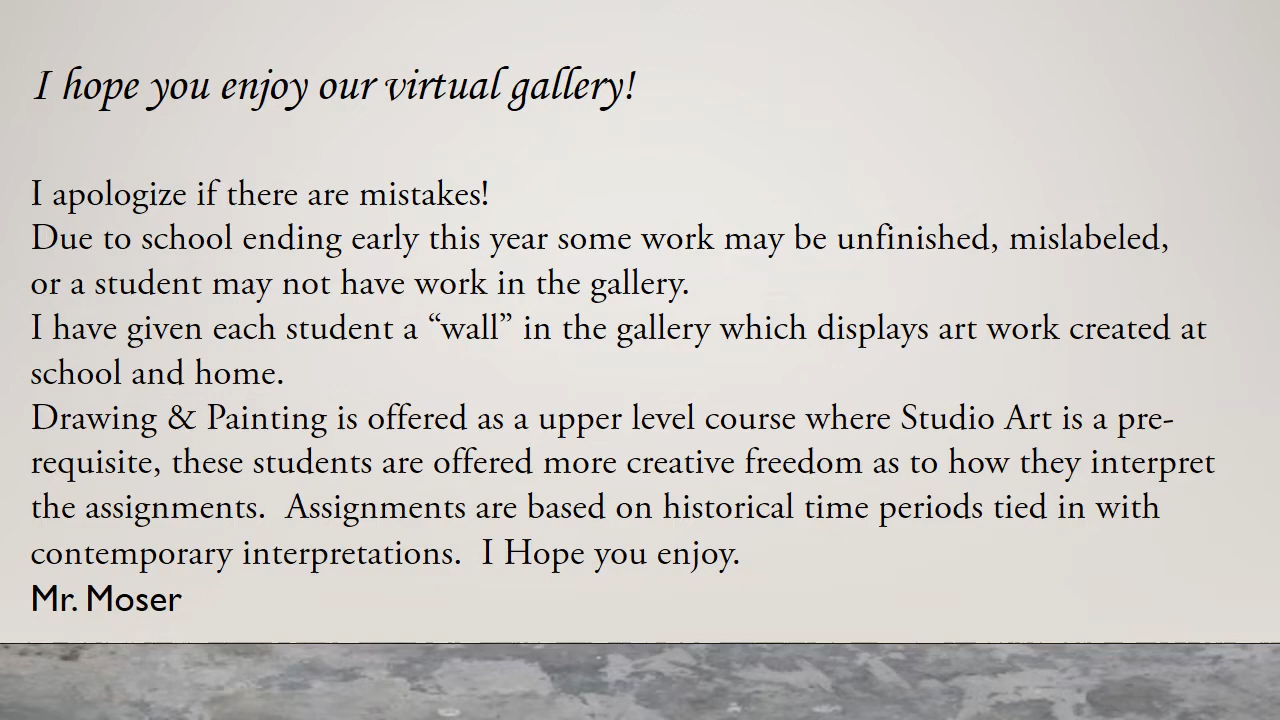 I hope you enjoy our virtual gallery!
I apologize if there are mistakes!
Due to school ending early this year some work may be unfinished, mislabeled,
or a student may not have work in the gallery.
I have given each student a “wall” in the gallery which displays art work created at
school and home.
Drawing & Painting is offered as a upper level course where Studio Art is a pre-
requisite, these students are offered more creative freedom as to how they interpret
the assignments.  Assignments are based on historical time periods tied in with
contemporary interpretations.  I Hope you enjoy.
Mr. Moser